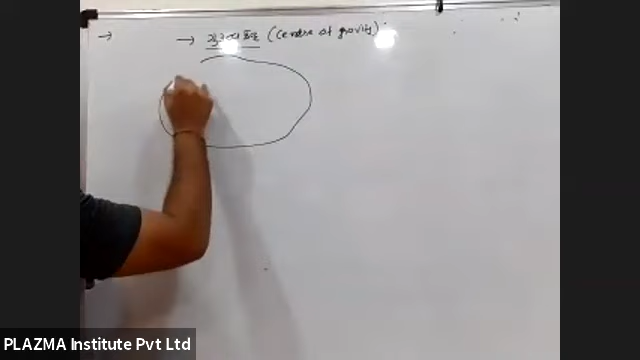 → → गुरुत्व केंद्र (Centre of gravity)
PLAZMA Institute Pvt Ltd